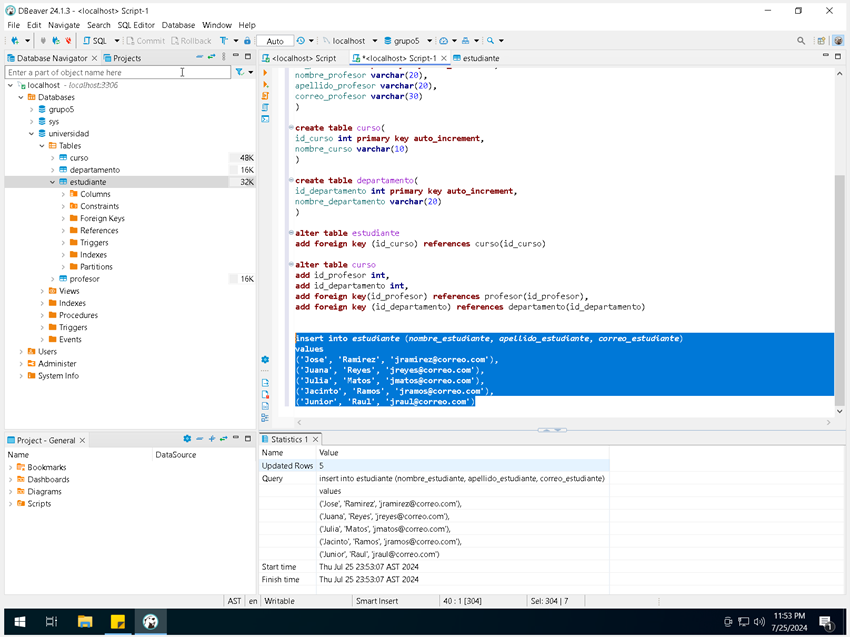 DBeaver 24.1.3 - <localhost> Script-1
File Edit Navigate Search SQL Editor Database Window Help
SQL Commit Rollback T Auto localhost grupo5
Database Navigator Projects
Enter a part of object name here
localhost - localhost:3306
Databases
grupo5
sys
universidad
Tables
curso 48K
departamento 16K
estudiante 32K
Columns
Constraints
Foreign Keys
References
Triggers
Indexes
Partitions
profesor 16K
Views
Indexes
Procedures
Triggers
Events
Users
Administer
System Info
<localhost> Script *<localhost> Script-1 estudiante
nombre_profesor varchar(20),
apellido_profesor varchar(20),
correo_profesor varchar(30)
)
create table curso(
id_curso int primary key auto_increment,
nombre_curso varchar(10)
)
create table departamento(
id_departamento int primary key auto_increment,
nombre_departamento varchar(20)
)
alter table estudiante
add foreign key (id_curso) references curso(id_curso)
alter table curso
add id_profesor int,
add id_departamento int,
add foreign key(id_profesor) references profesor(id_profesor),
add foreign key (id_departamento) references departamento(id_departamento)
insert into estudiante (nombre_estudiante, apellido_estudiante, correo_estudiante)
values
('Jose', 'Ramirez', 'jramirez@correo.com'),
('Juana', 'Reyes', 'jreyes@correo.com'),
('Julia', 'Matos', 'jmatos@correo.com'),
('Jacinto', 'Ramos', 'jramos@correo.com'),
('Junior', 'Raul', 'jraul@correo.com')
Project - General
Name DataSource
Bookmarks
Dashboards
Diagrams
Scripts
Statistics 1
Name Value
Updated Rows 5
Query insert into estudiante (nombre_estudiante, apellido_estudiante, correo_estudiante)
values
('Jose', 'Ramirez', 'jramirez@correo.com'),
('Juana', 'Reyes', 'jreyes@correo.com'),
('Julia', 'Matos', 'jmatos@correo.com'),
('Jacinto', 'Ramos', 'jramos@correo.com'),
('Junior', 'Raul', 'jraul@correo.com')
Start time Thu Jul 25 23:53:07 AST 2024
Finish time Thu Jul 25 23:53:07 AST 2024
AST en Writable Smart Insert 40 : 1 [304] Sel: 304 | 7
11:53 PM
7/25/2024
1